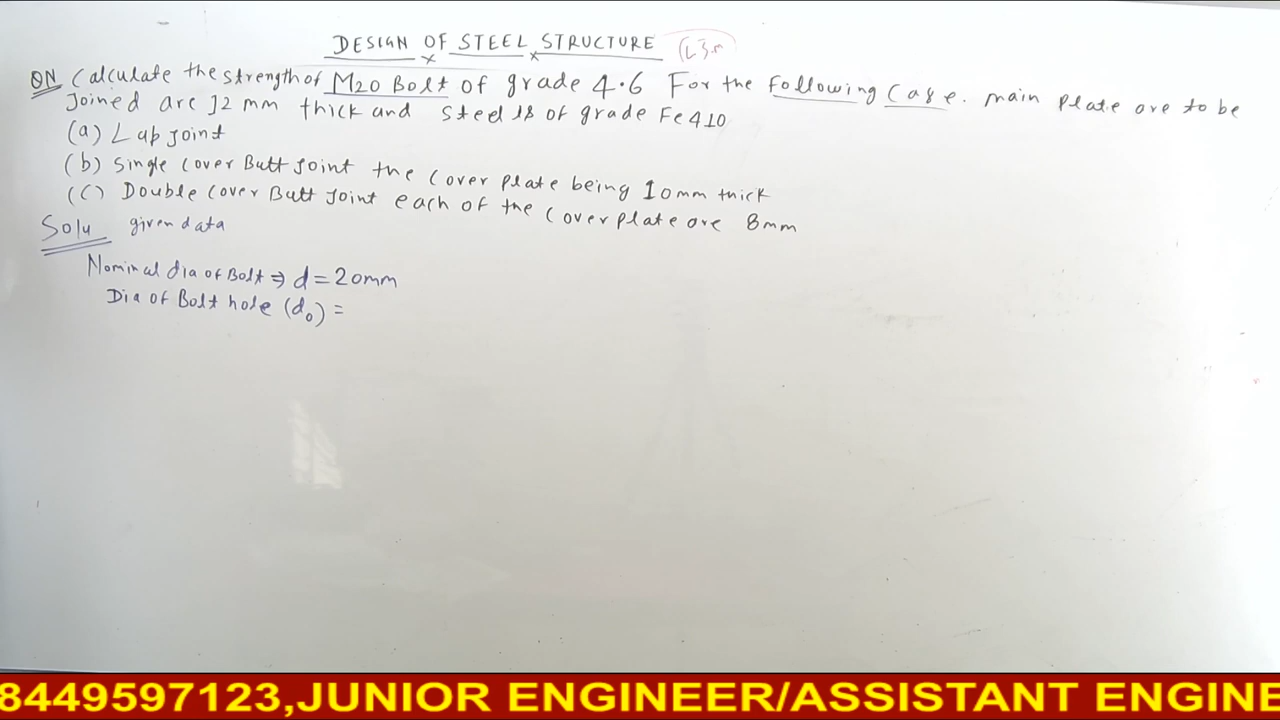 DESIGN OF STEEL STRUCTURE
QN Calculate the strength of M20 Bolt of grade 4.6 For the following Case. main plate are to be
joined are 12 mm thick and steel is of grade Fe 410
(a) Lap joint
(b) Single cover Butt joint the cover plate being 10mm thick
(C) Double cover Butt joint each of the cover plate are 8mm
Solu given data
Nominal dia of Bolt ⇒ d = 20mm
Dia of Bolt hole (d₀) =
8449597123,JUNIOR ENGINEER/ASSISTANT ENGINE